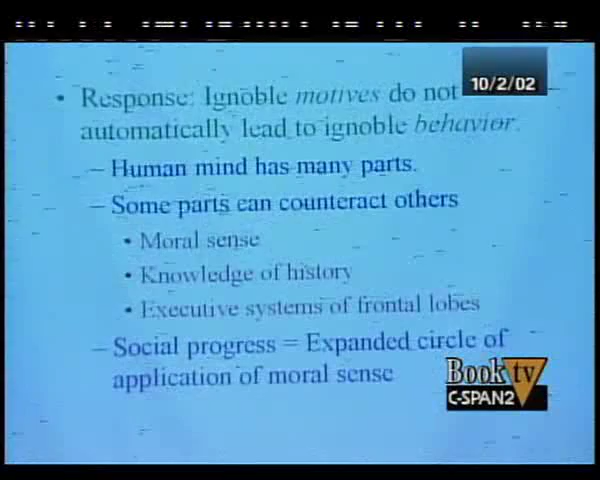 10/2/02
• Response: Ignoble motives do not
automatically lead to ignoble behavior.
– Human mind has many parts.
– Some parts can counteract others
• Moral sense
• Knowledge of history
• Executive systems of frontal lobes
– Social progress = Expanded circle of
application of moral sense
Book tv
C-SPAN2